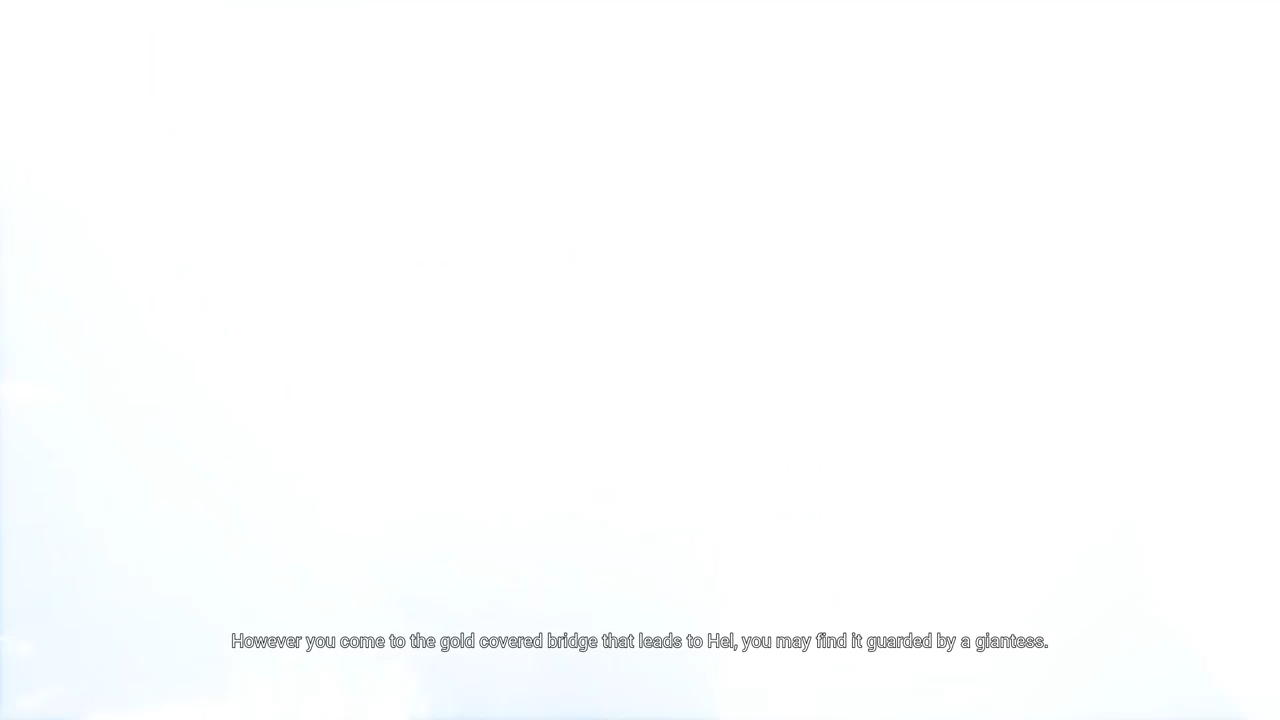 However you come to the gold covered bridge that leads to Hel, you may find it guarded by a giantess.